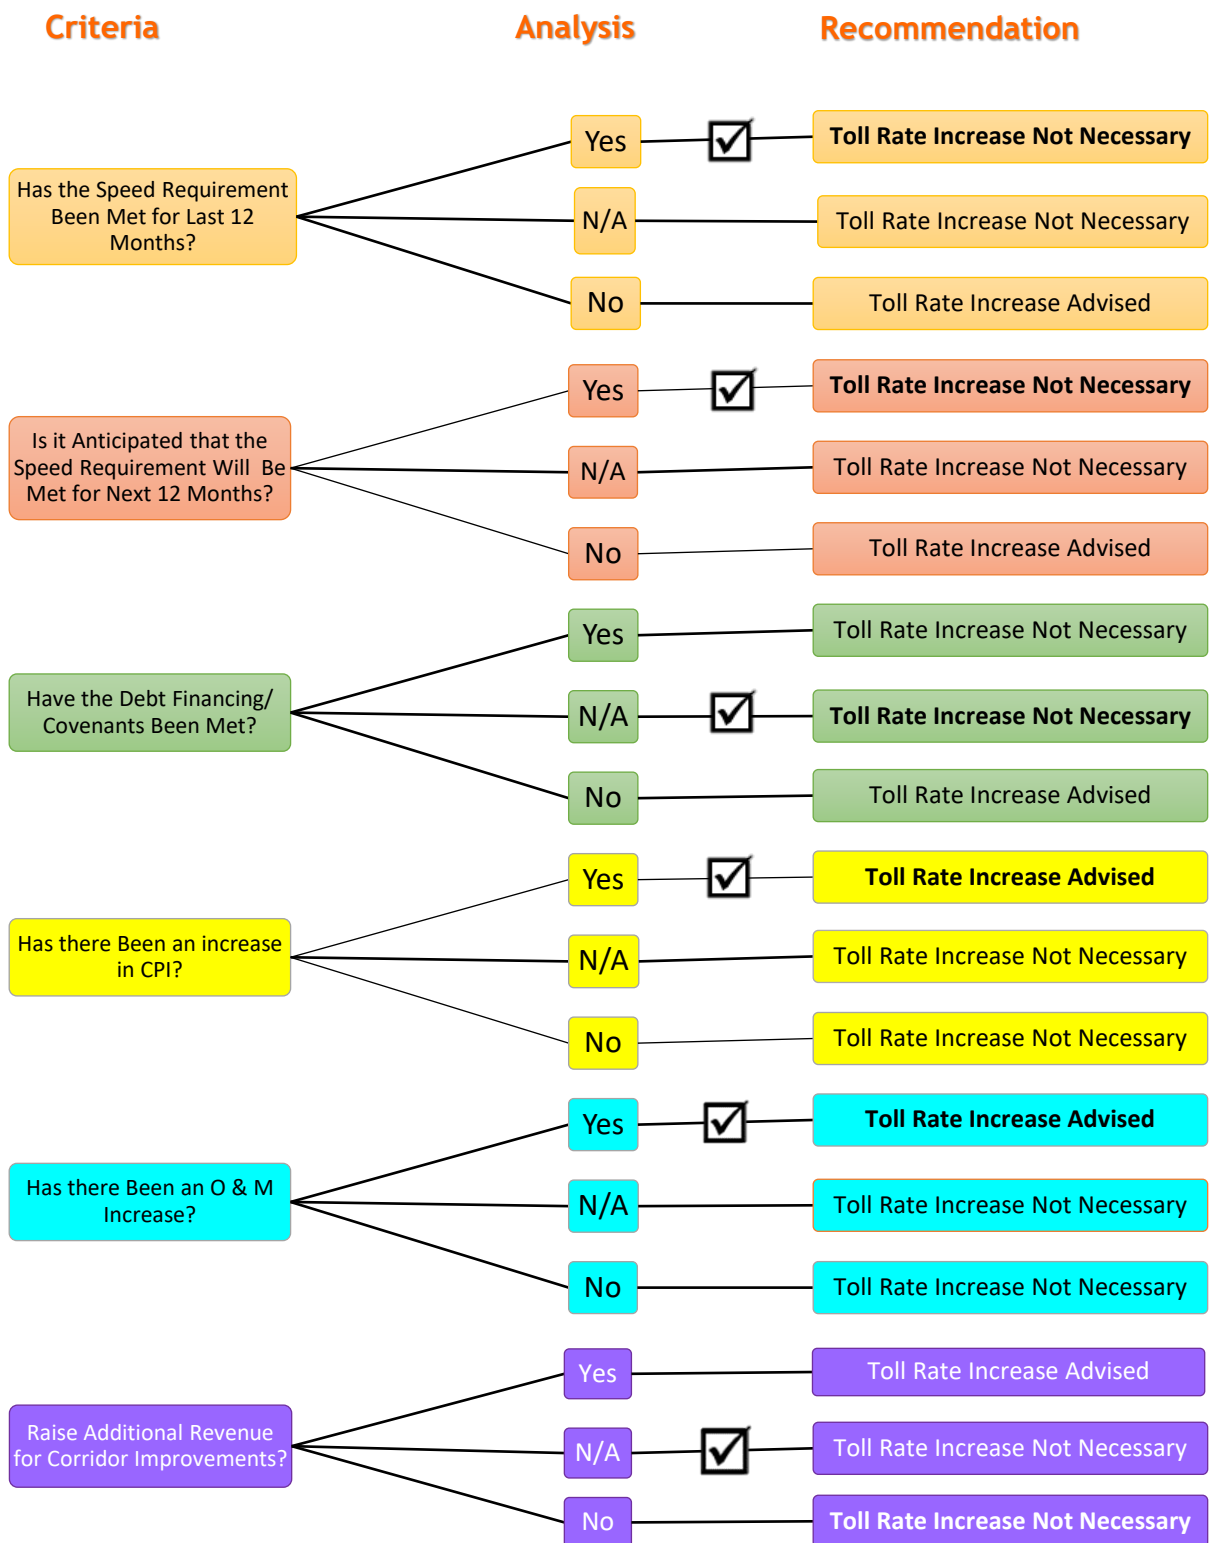 Criteria
Analysis
Recommendation
Has the Speed Requirement
Been Met for Last 12
Months?
Yes
Toll Rate Increase Not Necessary
N/A
Toll Rate Increase Not Necessary
No
Toll Rate Increase Advised
Is it Anticipated that the
Speed Requirement Will Be
Met for Next 12 Months?
Yes
Toll Rate Increase Not Necessary
N/A
Toll Rate Increase Not Necessary
No
Toll Rate Increase Advised
Have the Debt Financing/
Covenants Been Met?
Yes
Toll Rate Increase Not Necessary
N/A
Toll Rate Increase Not Necessary
No
Toll Rate Increase Advised
Has there Been an increase
in CPI?
Yes
Toll Rate Increase Advised
N/A
Toll Rate Increase Not Necessary
No
Toll Rate Increase Not Necessary
Has there Been an O & M
Increase?
Yes
Toll Rate Increase Advised
N/A
Toll Rate Increase Not Necessary
No
Toll Rate Increase Not Necessary
Raise Additional Revenue
for Corridor Improvements?
Yes
Toll Rate Increase Advised
N/A
Toll Rate Increase Not Necessary
No
Toll Rate Increase Not Necessary